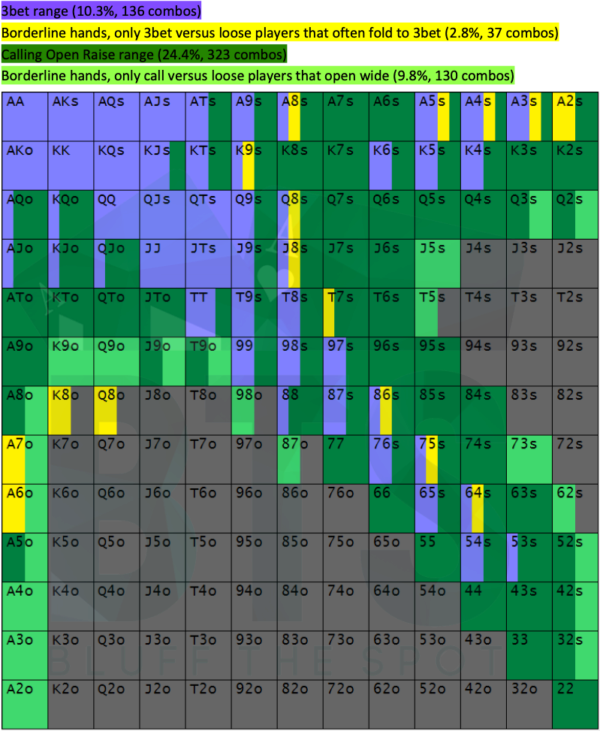 3bet range (10.3%, 136 combos)
Borderline hands, only 3bet versus loose players that often fold to 3bet (2.8%, 37 combos)
Calling Open Raise range (24.4%, 323 combos)
Borderline hands, only call versus loose players that open wide (9.8%, 130 combos)
AA AKs AQs AJs ATs A9s A8s A7s A6s A5s A4s A3s A2s
AKo KK KQs KJs KTs K9s K8s K7s K6s K5s K4s K3s K2s
AQo KQo QQ QJs QTs Q9s Q8s Q7s Q6s Q5s Q4s Q3s Q2s
AJo KJo QJo JJ JTs J9s J8s J7s J6s J5s J4s J3s J2s
ATo KTo QTo JTo TT T9s T8s T7s T6s T5s T4s T3s T2s
A9o K9o Q9o J9o T9o 99 98s 97s 96s 95s 94s 93s 92s
A8o K8o Q8o J8o T8o 98o 88 87s 86s 85s 84s 83s 82s
A7o K7o Q7o J7o T7o 97o 87o 77 76s 75s 74s 73s 72s
A6o K6o Q6o J6o T6o 96o 86o 76o 66 65s 64s 63s 62s
A5o K5o Q5o J5o T5o 95o 85o 75o 65o 55 54s 53s 52s
A4o K4o Q4o J4o T4o 94o 84o 74o 64o 54o 44 43s 42s
BTS
A3o K3o Q3o J3o T3o 93o 83o 73o 63o 53o 43o 33 32s
BLUFF THE SPOT
A2o K2o Q2o J2o T2o 92o 82o 72o 62o 52o 42o 32o 22